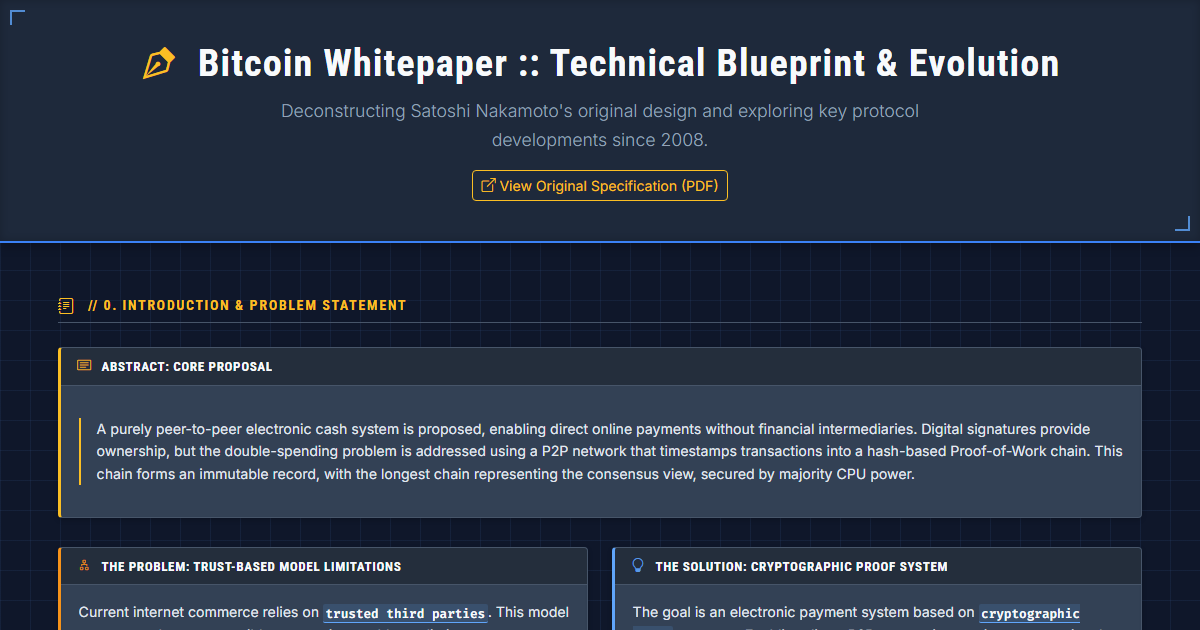 Bitcoin Whitepaper :: Technical Blueprint & Evolution
Deconstructing Satoshi Nakamoto's original design and exploring key protocol
developments since 2008.
View Original Specification (PDF)
// 0. INTRODUCTION & PROBLEM STATEMENT
ABSTRACT: CORE PROPOSAL
A purely peer-to-peer electronic cash system is proposed, enabling direct online payments without financial intermediaries. Digital signatures provide
ownership, but the double-spending problem is addressed using a P2P network that timestamps transactions into a hash-based Proof-of-Work chain. This
chain forms an immutable record, with the longest chain representing the consensus view, secured by majority CPU power.
THE PROBLEM: TRUST-BASED MODEL LIMITATIONS
Current internet commerce relies on trusted third parties. This model
THE SOLUTION: CRYPTOGRAPHIC PROOF SYSTEM
The goal is an electronic payment system based on cryptographic